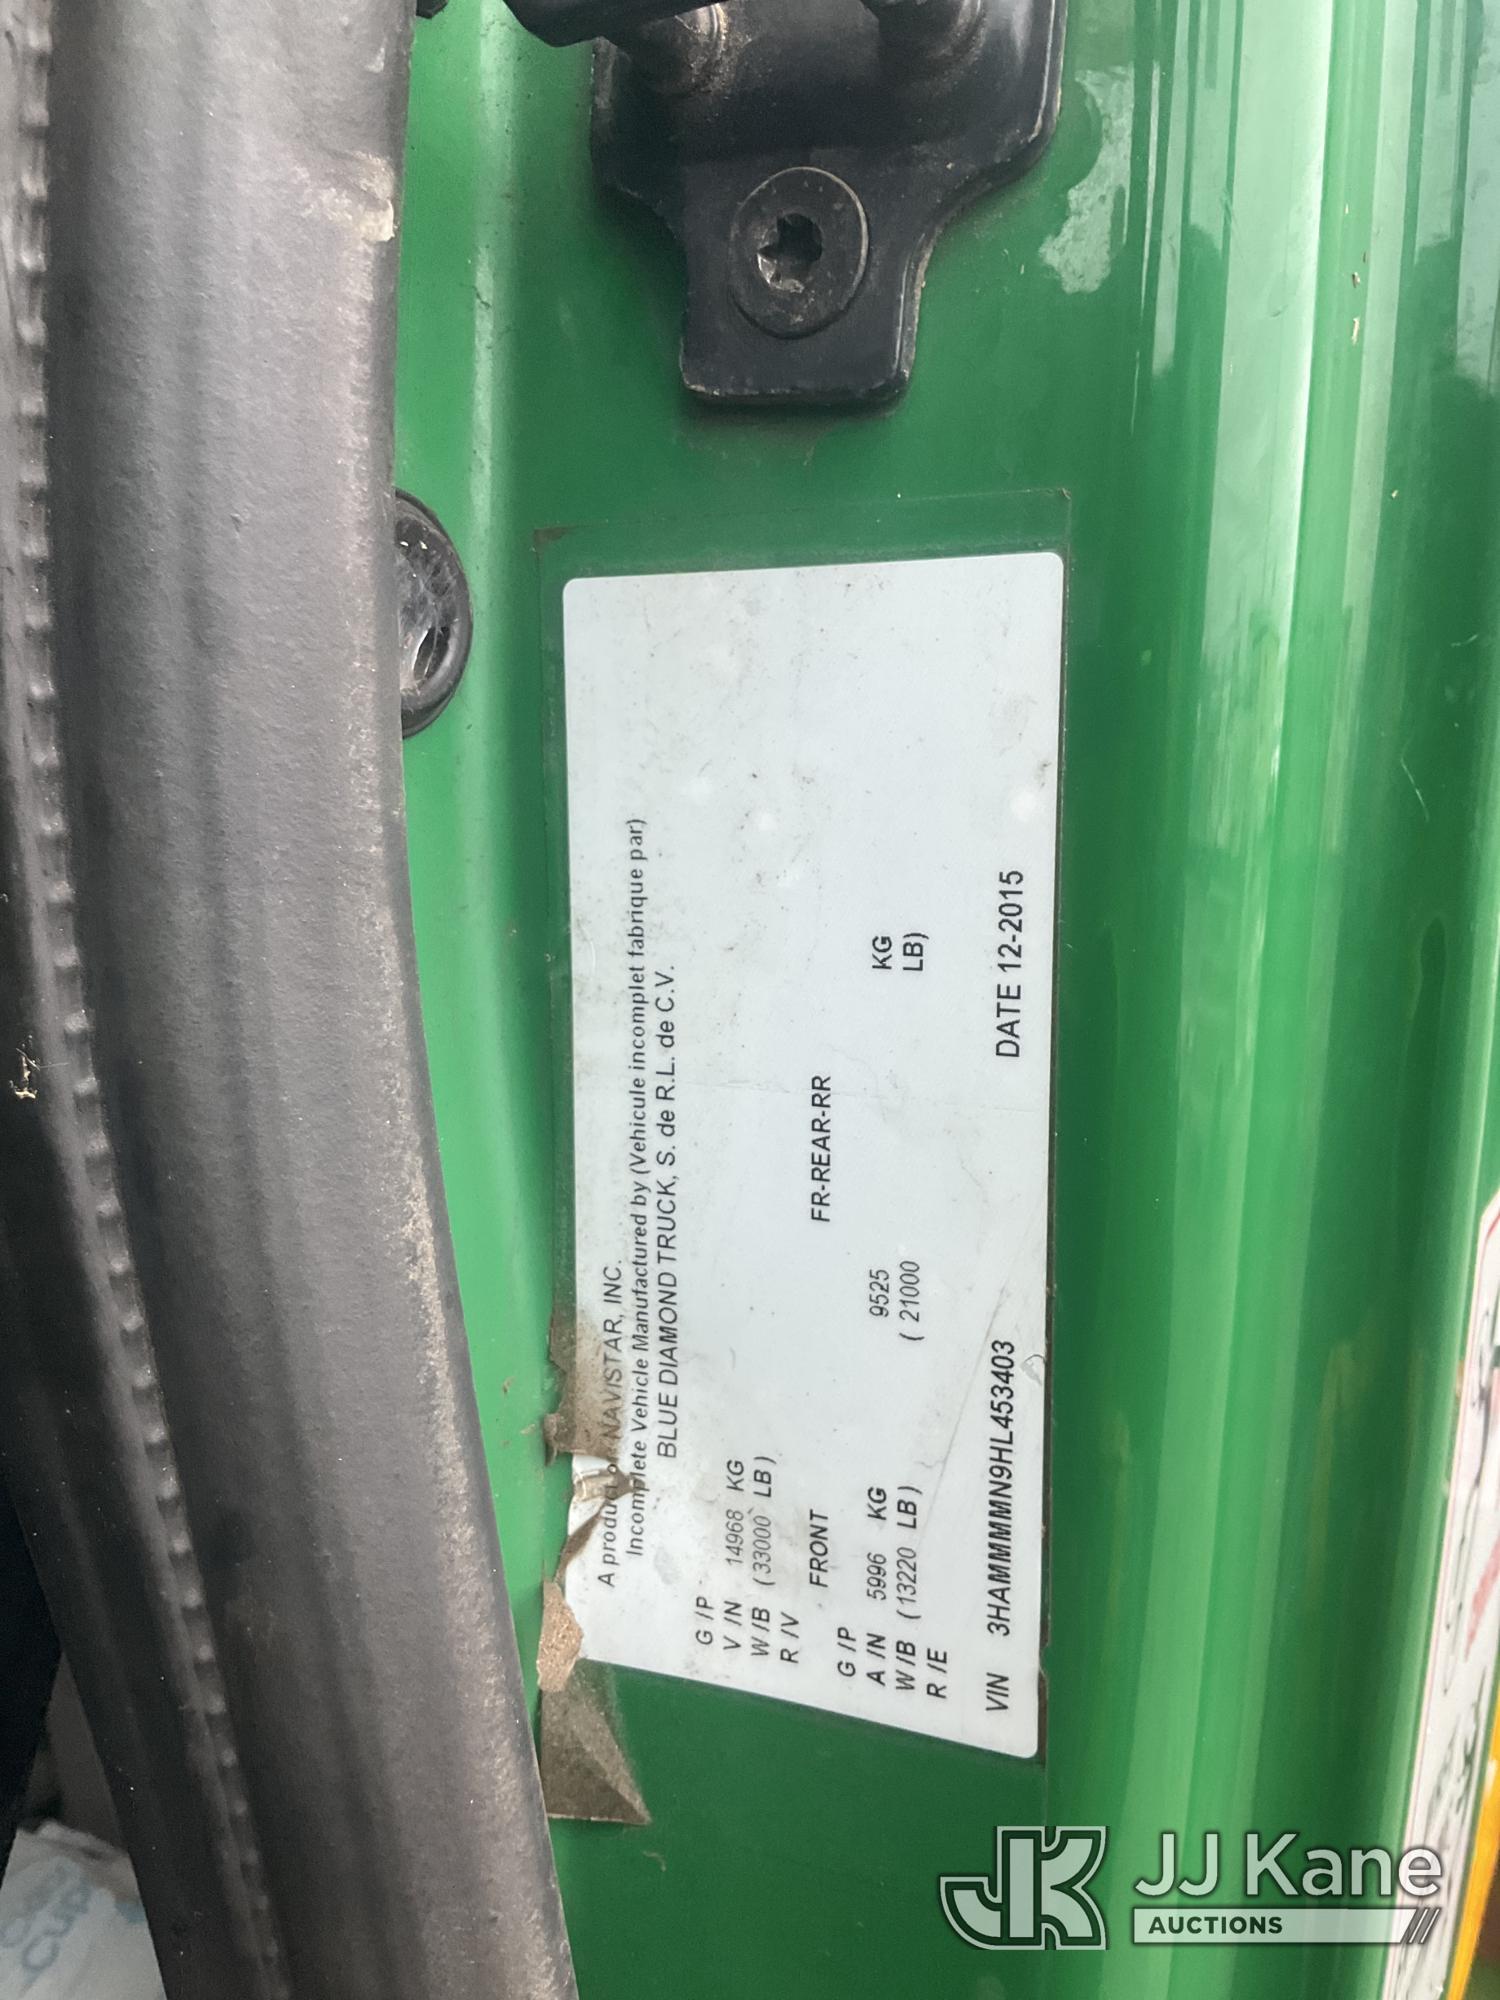 A product of NAVISTAR, INC.
Incomplete Vehicle Manufactured by (Vehicule incomplet fabrique par)
BLUE DIAMOND TRUCK, S. de R.L. de C.V.
G /P
V /N 14968 KG
W/B (33000 LB)
R /V
FRONT FR-REAR-RR
G /P
A /N 5996 KG 9525 KG
W/B (13220 LB) ( 21000 LB)
R /E
VIN 3HAMMMMN9HL453403 DATE 12-2015
JK JJ Kane
AUCTIONS